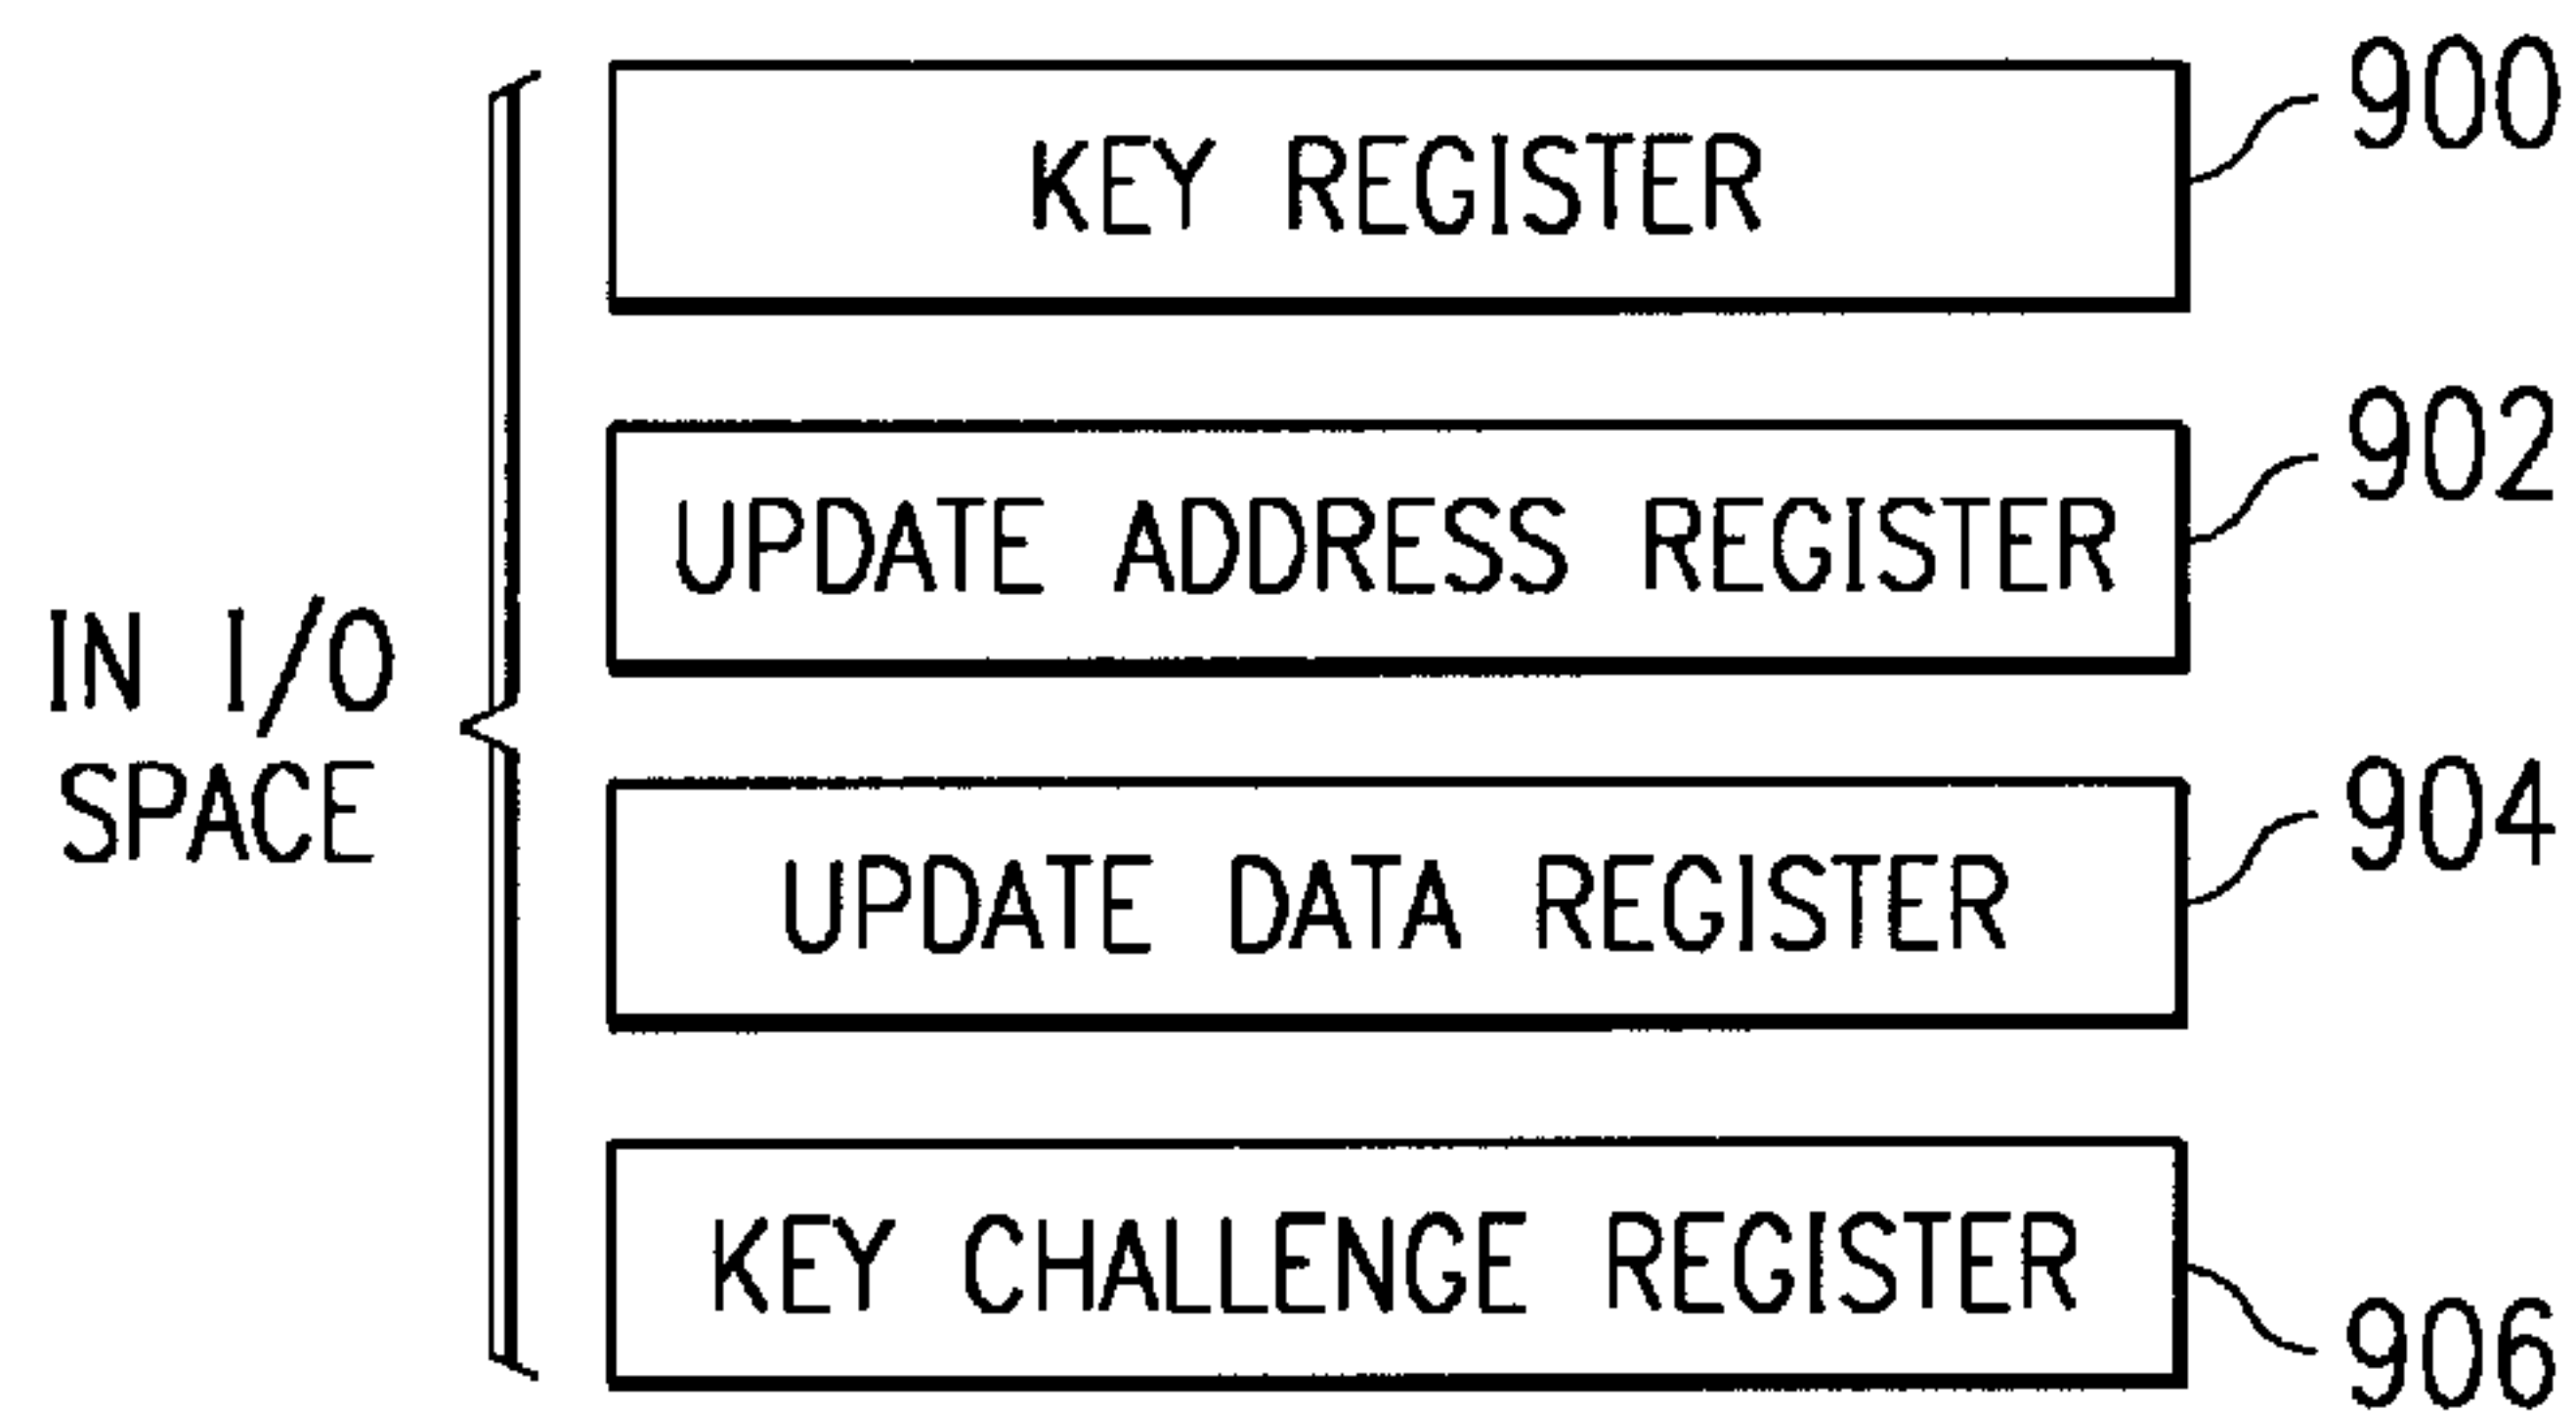 IN I/O
SPACE
KEY REGISTER
900
UPDATE ADDRESS REGISTER
902
UPDATE DATA REGISTER
904
KEY CHALLENGE REGISTER
906